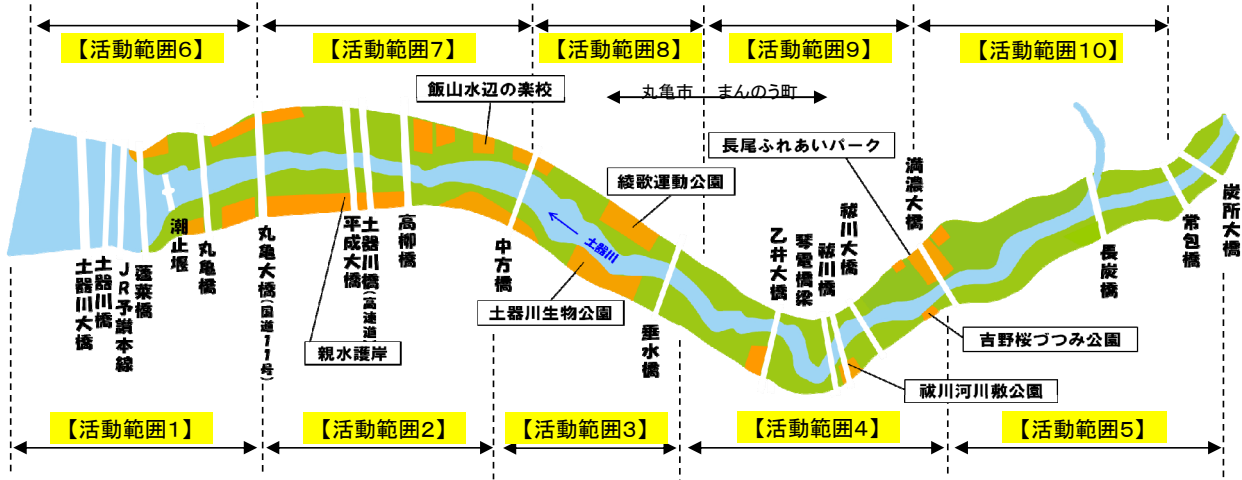 【活動範囲6】
【活動範囲7】
【活動範囲8】
【活動範囲9】
【活動範囲10】
丸亀市
まんのう町
飯山水辺の楽校
長尾ふれあいパーク
綾歌運動公園
土器川
土器川生物公園
親水護岸
吉野桜づつみ公園
祓川河川敷公園
土器川大橋
土器川橋
JR予讃本線
蓬莱橋
潮止堰
丸亀橋
丸亀大橋(国道11号)
平成大橋
土器川橋(高速道
高柳橋
中方橋
垂水橋
乙井大橋
琴電橋梁
祓川橋
祓川大橋
満濃大橋
長炭橋
常包橋
炭所大橋
【活動範囲1】
【活動範囲2】
【活動範囲3】
【活動範囲4】
【活動範囲5】